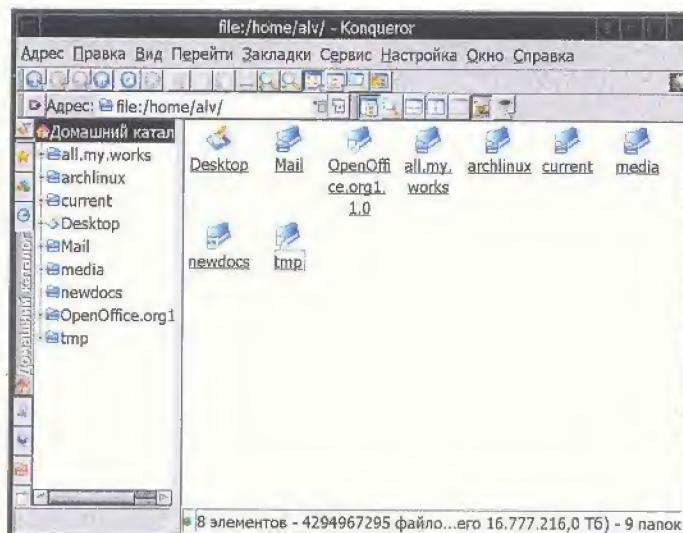 file:/home/alv/ - Konqueror
Адрес Правка Вид Перейти Закладки Сервис Настройка Окно Справка
Адрес: file:/home/alv/
Домашний катал
all.my.works
archlinux
current
Desktop
Mail
media
newdocs
OpenOffice.org1
tmp
Домашний каталог
Desktop
Mail
OpenOffi
ce.org1.
1.0
all.my.
works
archlinux
current
media
newdocs
tmp
8 элементов - 4294967295 файло...его 16.777.216,0 Тб) - 9 папок